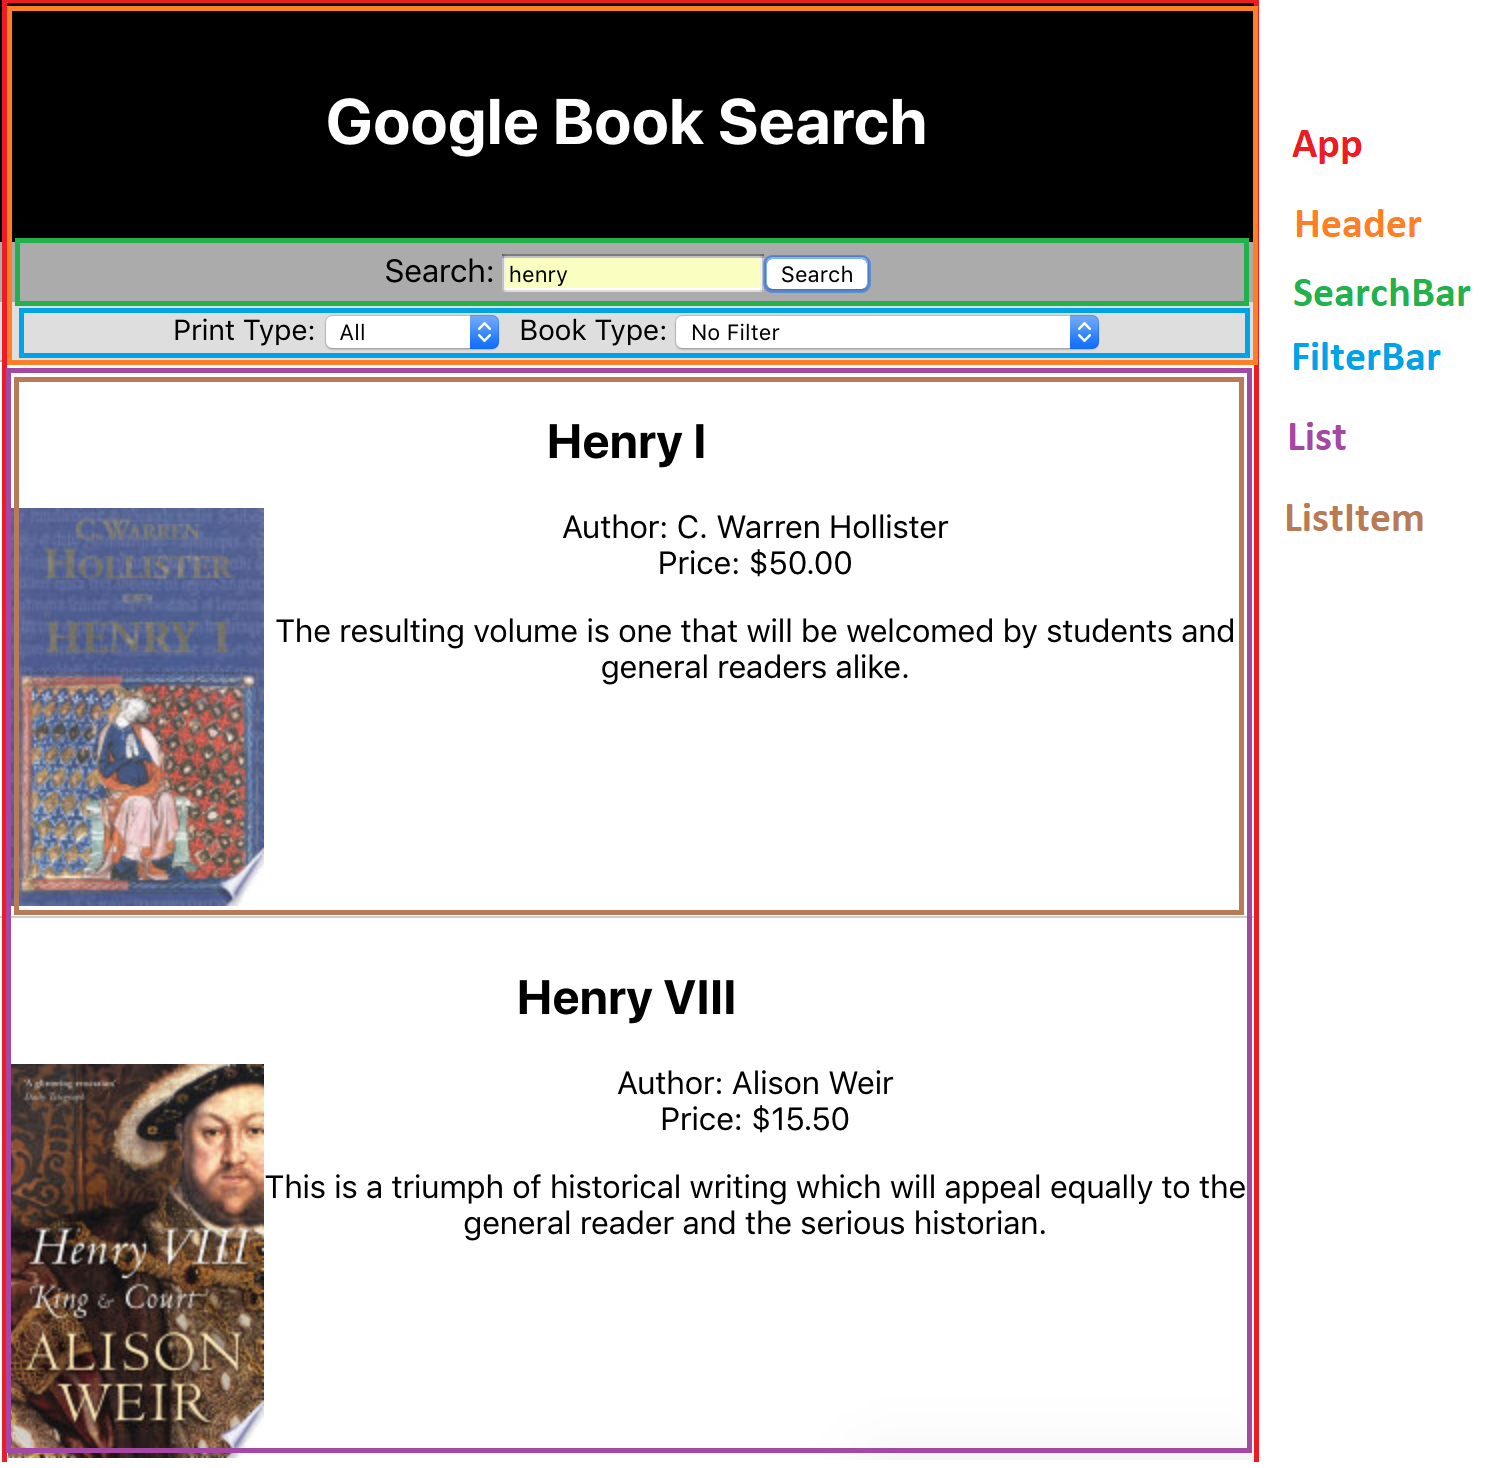 Google Book Search
App
Header
Search: henry Search
SearchBar
Print Type: All Book Type: No Filter
FilterBar
List
Henry I
ListItem
C. WARREN
HOLLISTER
HENRY I
Author: C. Warren Hollister
Price: $50.00
The resulting volume is one that will be welcomed by students and
general readers alike.
Henry VIII
'A glittering
Daily Telegraph
Henry VIII
King & Court
ALISON
WEIR
Author: Alison Weir
Price: $15.50
This is a triumph of historical writing which will appeal equally to the
general reader and the serious historian.